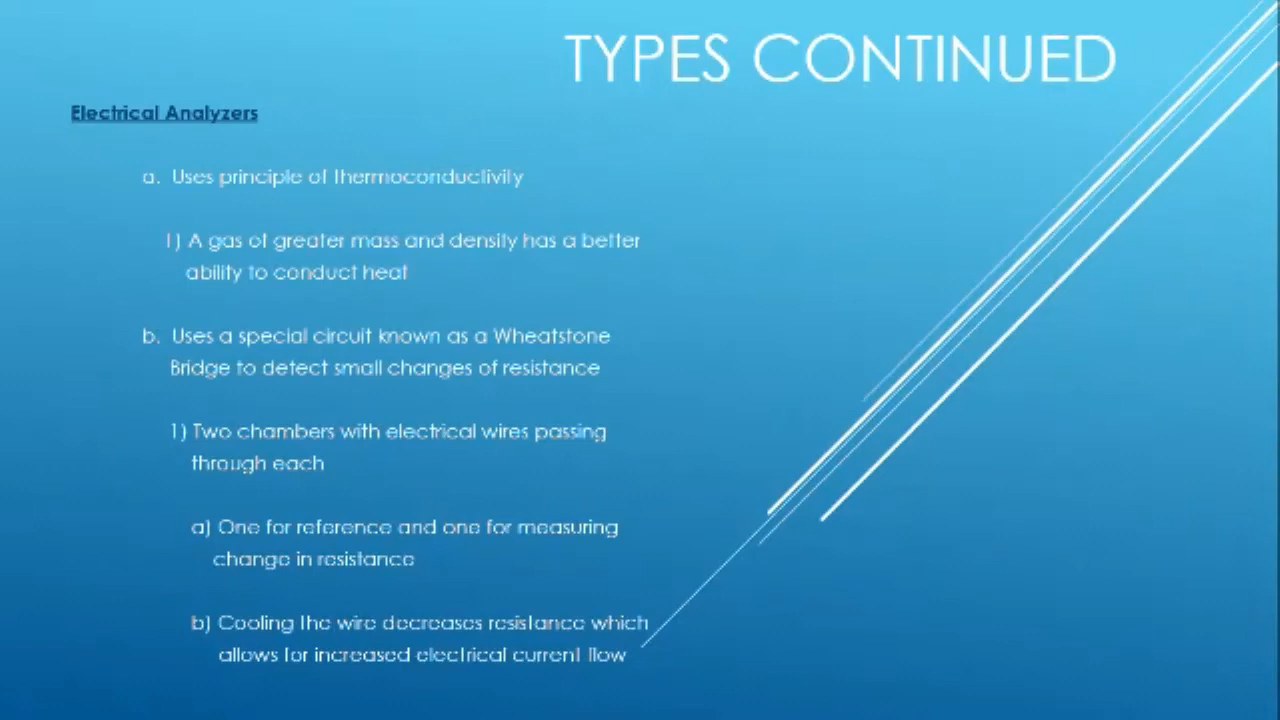 TYPES CONTINUED
Electrical Analyzers
a. Uses principle of thermoconductivity
1) A gas of greater mass and density has a better
ability to conduct heat
b. Uses a special circuit known as a Wheatstone
Bridge to detect small changes of resistance
1) Two chambers with electrical wires passing
through each
a) One for reference and one for measuring
change in resistance
b) Cooling the wire decreases resistance which
allows for increased electrical current flow